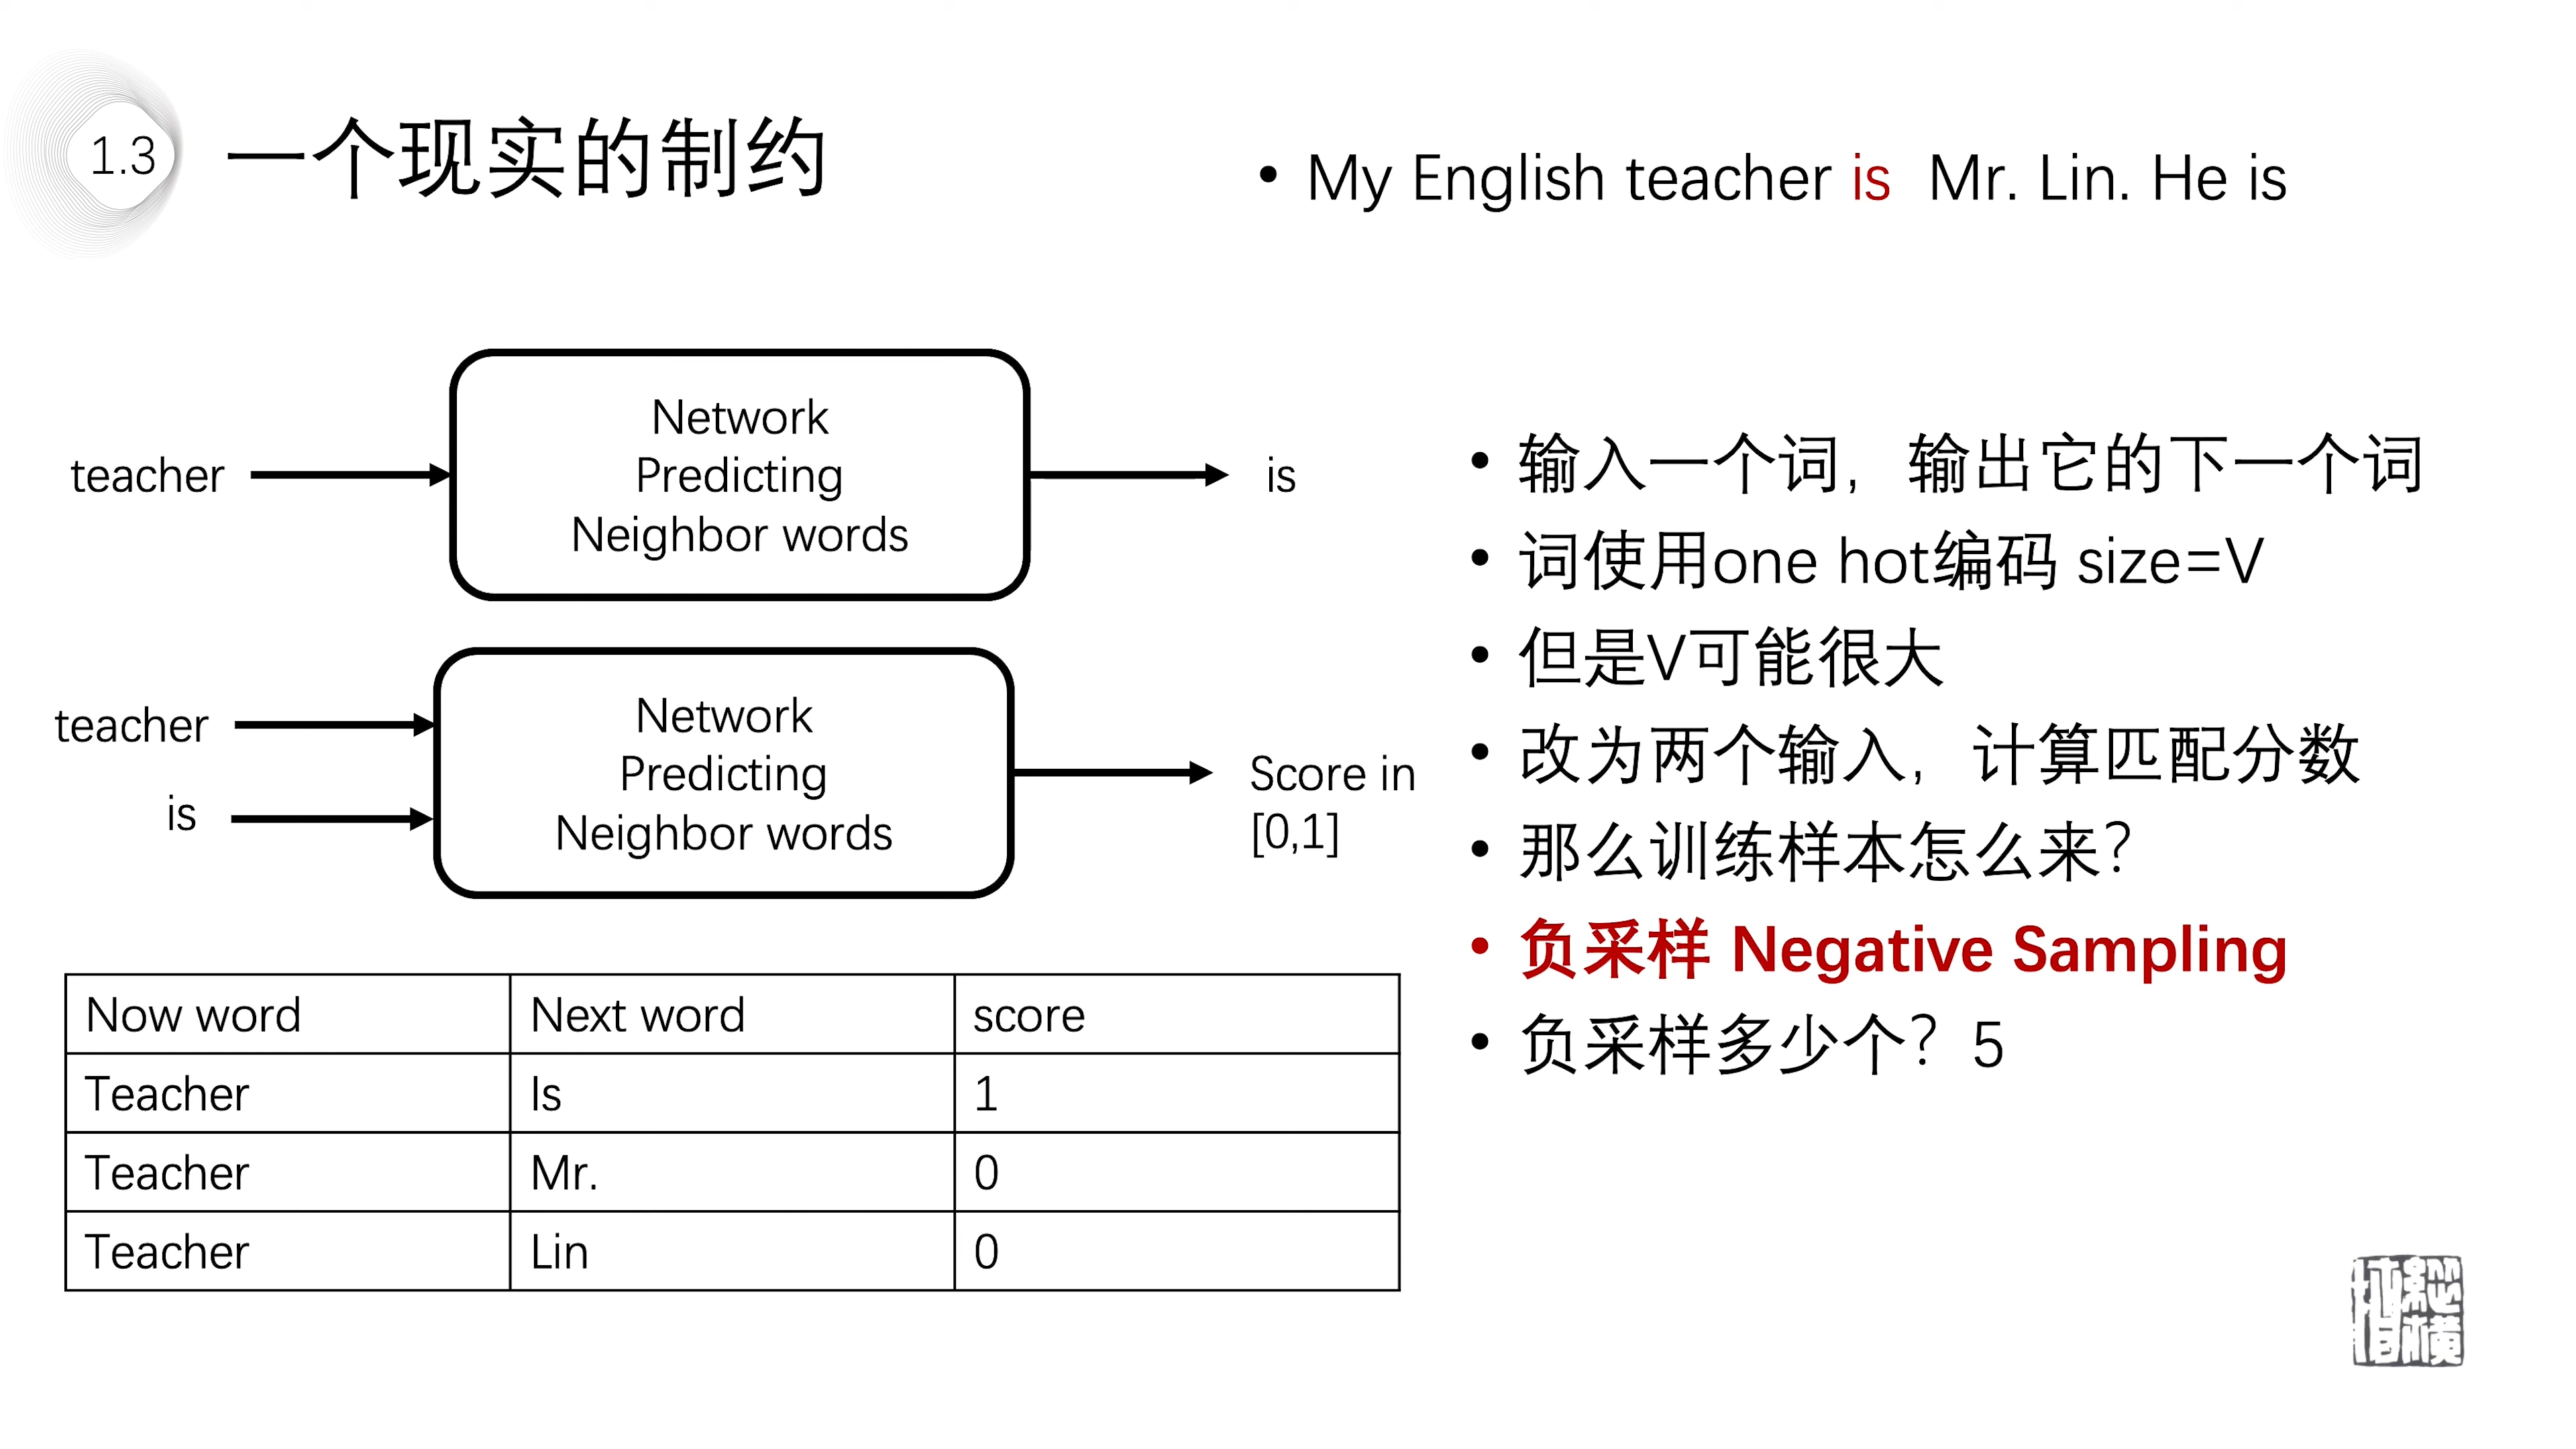 1.3
一个现实的制约
• My English teacher is Mr. Lin. He is
teacher
Network
Predicting
Neighbor words
is
teacher
is
Network
Predicting
Neighbor words
Score in
[0,1]
Now word Next word score
Teacher Is 1
Teacher Mr. 0
Teacher Lin 0
• 输入一个词，输出它的下一个词
• 词使用one hot编码 size=V
• 但是V可能很大
• 改为两个输入，计算匹配分数
• 那么训练样本怎么来？
• 负采样 Negative Sampling
• 负采样多少个？5